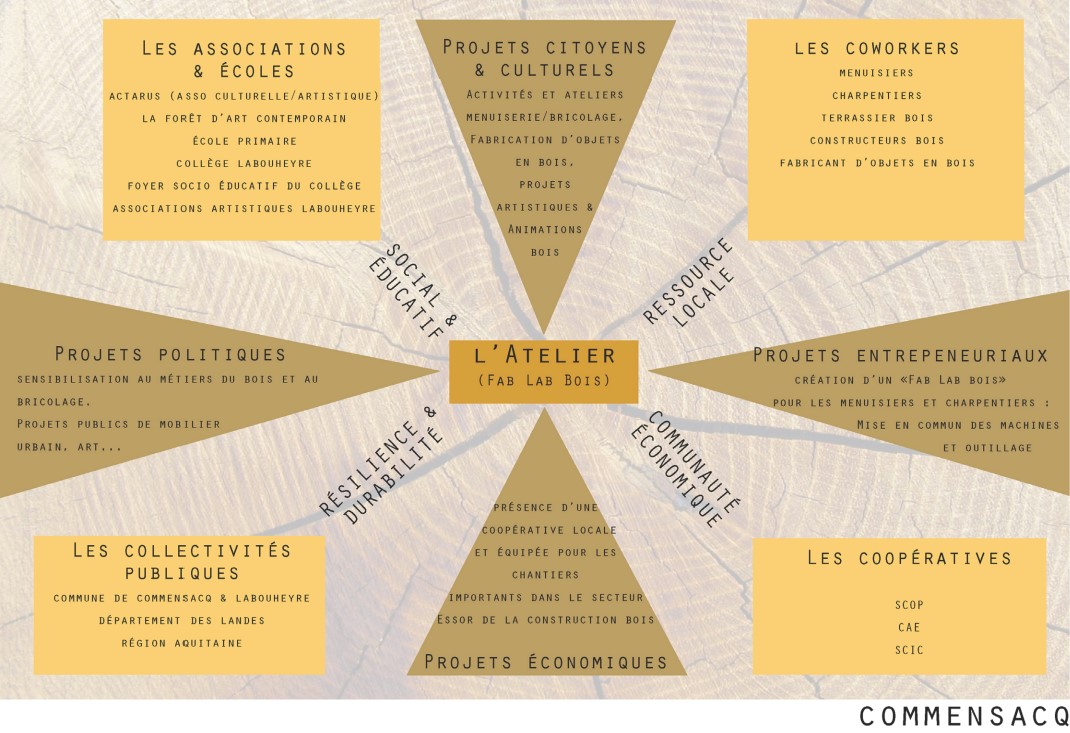 LES ASSOCIATIONS
& ÉCOLES
ACTARUS (ASSO CULTURELLE/ARTISTIQUE)
LA FORÊT D'ART CONTEMPORAIN
ÉCOLE PRIMAIRE
COLLÈGE LABOUHEYRE
FOYER SOCIO ÉDUCATIF DU COLLÈGE
ASSOCIATIONS ARTISTIQUES LABOUHEYRE
PROJETS CITOYENS
& CULTURELS
ACTIVITÉS ET ATELIERS
MENUISERIE/BRICOLAGE,
FABRICATION D'OBJETS
EN BOIS,
PROJETS
ARTISTIQUES &
ANIMATIONS
BOIS
LES COWORKERS
MENUISIERS
CHARPENTIERS
TERRASSIER BOIS
CONSTRUCTEURS BOIS
FABRICANT D'OBJETS EN BOIS
SOCIAL &
ÉDUCATIF
RESSOURCE
LOCALE
PROJETS POLITIQUES
SENSIBILISATION AU MÉTIERS DU BOIS ET AU
BRICOLAGE.
PROJETS PUBLICS DE MOBILIER
URBAIN, ART...
L'ATELIER
(FAB LAB BOIS)
PROJETS ENTREPENEURIAUX
CRÉATION D'UN «FAB LAB BOIS»
POUR LES MENUISIERS ET CHARPENTIERS :
MISE EN COMMUN DES MACHINES
ET OUTILLAGE
RÉSILIENCE &
DURABILITÉ
COMMUNAUTÉ
ÉCONOMIQUE
LES COLLECTIVITÉS
PUBLIQUES
COMMUNE DE COMMENSACQ & LABOUHEYRE
DÉPARTEMENT DES LANDES
RÉGION AQUITAINE
PRÉSENCE D'UNE
COOPÉRATIVE LOCALE
ET ÉQUIPÉE POUR LES
CHANTIERS
IMPORTANTS DANS LE SECTEUR
ESSOR DE LA CONSTRUCTION BOIS
PROJETS ÉCONOMIQUES
LES COOPÉRATIVES
SCOP
CAE
SCIC
COMMENSACQ